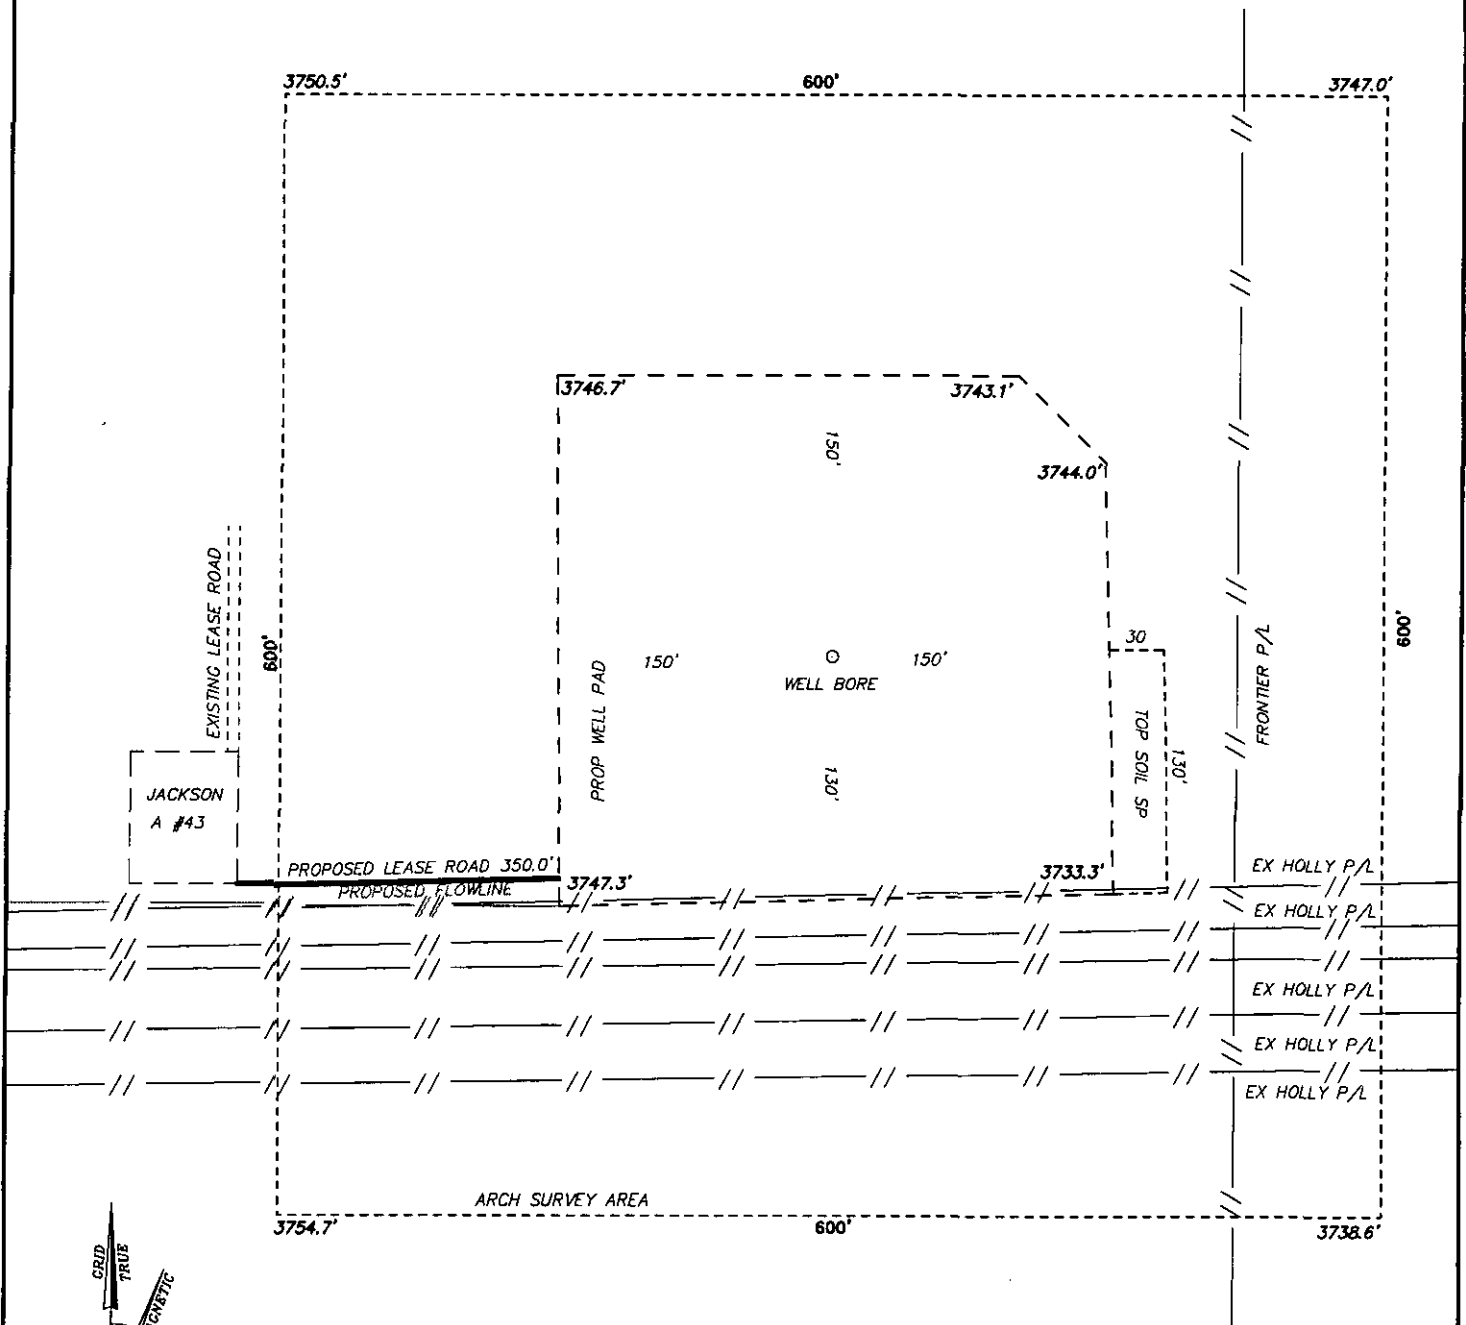 3750.5'
600'
3747.0'
3746.7'
3743.1'
150'
3744.0'
EXISTING LEASE ROAD
600'
PROP WELL PAD
150'
150'
WELL BORE
30
TOP SOIL SP
130'
FRONTIER P/L
600'
JACKSON
A #43
130'
PROPOSED LEASE ROAD 350.0'
PROPOSED FLOWLINE
3747.3'
3733.3'
EX HOLLY P/L
EX HOLLY P/L
EX HOLLY P/L
EX HOLLY P/L
EX HOLLY P/L
ARCH SURVEY AREA
3754.7'
600'
3738.6'
GRID
TRUE